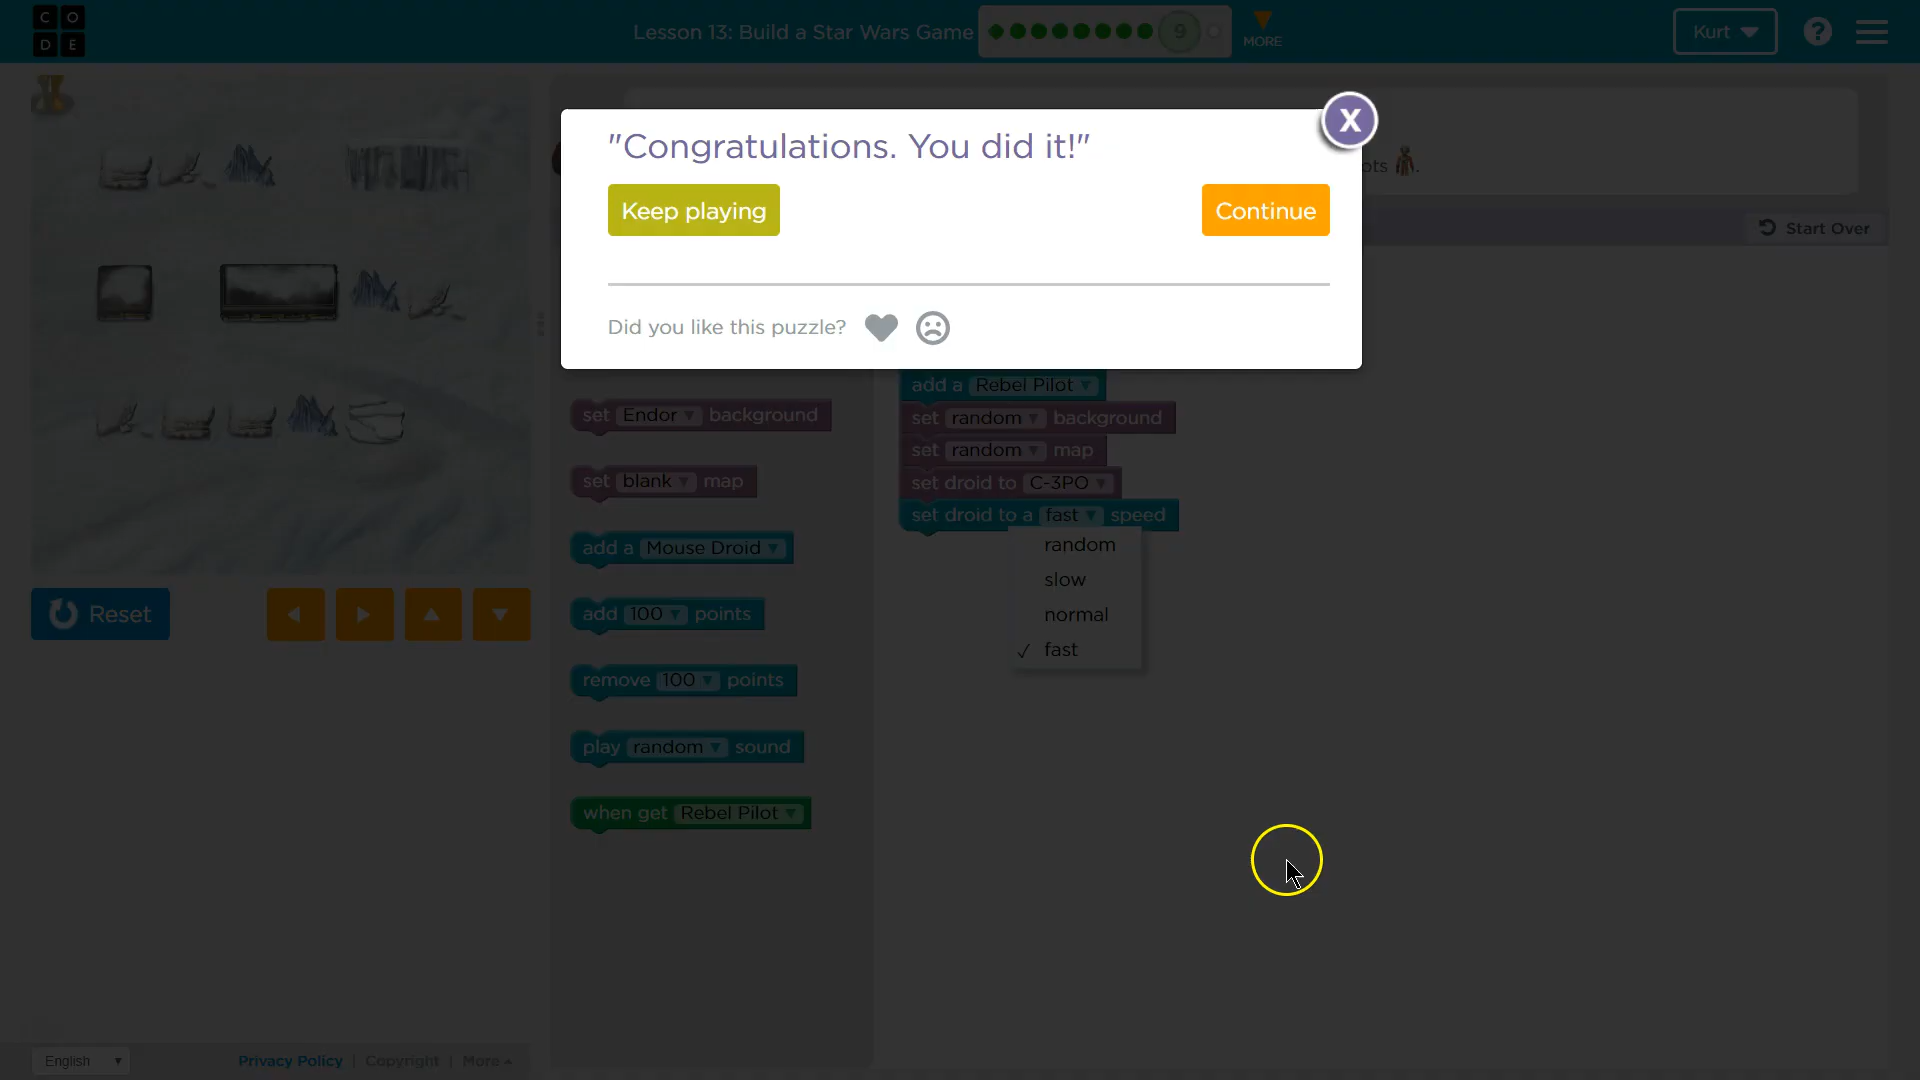 C O
D E
Lesson 13: Build a Star Wars Game
9
MORE
Kurt
?
"Congratulations. You did it!"
X
Keep playing
Continue
Did you like this puzzle?
ots
Start Over
Reset
set Endor background
set blank map
add a Mouse Droid
add 100 points
remove 100 points
play random sound
when get Rebel Pilot
add a Rebel Pilot
set random background
set random map
set droid to C-3PO
set droid to a fast speed
random
slow
normal
✓ fast
English
Privacy Policy | Copyright | More